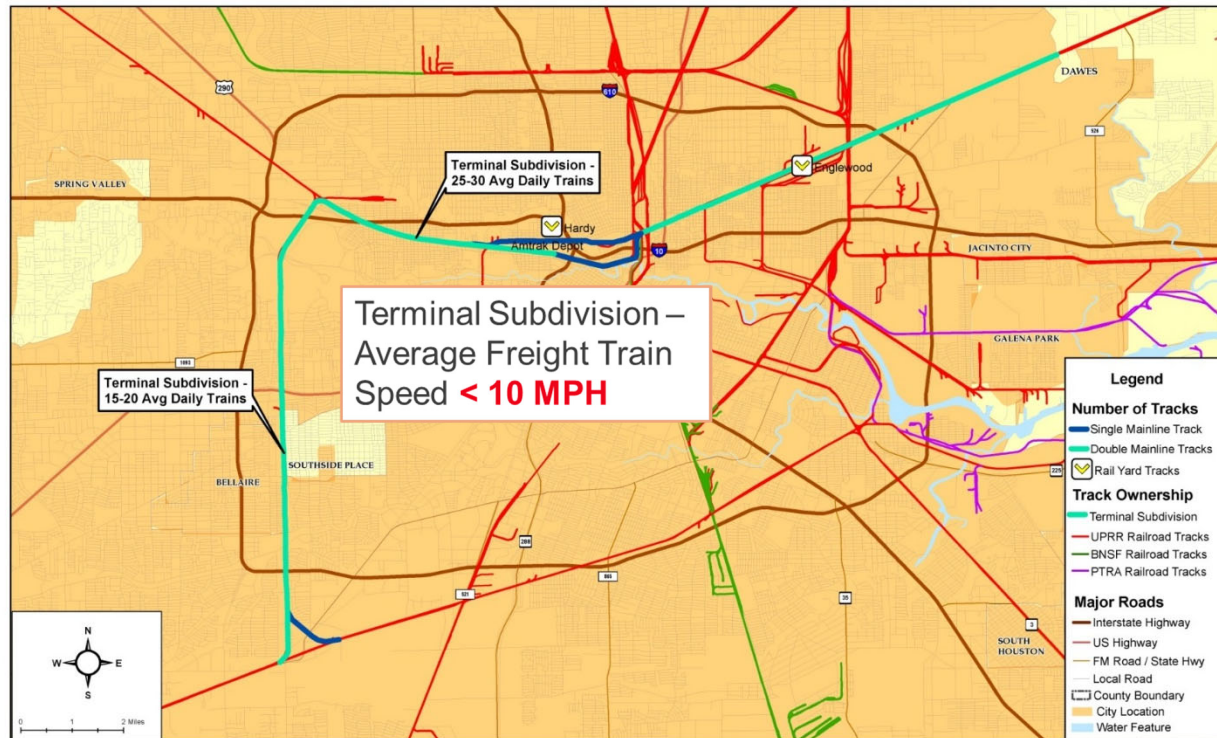 DAWES
290
610
526
Terminal Subdivision -
25-30 Avg Daily Trains
Englewood
SPRING VALLEY
Hardy
Amtrak Depot
10
JACINTO CITY
Terminal Subdivision –
Average Freight Train
Speed < 10 MPH
GALENA PARK
1093
Terminal Subdivision -
15-20 Avg Daily Trains
SOUTHSIDE PLACE
BELLAIRE
225
288
521
865
35
3
SOUTH
HOUSTON
Legend
Number of Tracks
Single Mainline Track
Double Mainline Tracks
Rail Yard Tracks
Track Ownership
Terminal Subdivision
UPRR Railroad Tracks
BNSF Railroad Tracks
PTRA Railroad Tracks
Major Roads
Interstate Highway
US Highway
FM Road / State Hwy
Local Road
County Boundary
City Location
Water Feature
N
W E
S
0 1 2 Miles